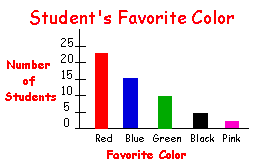 Student's Favorite Color
Number
of
Students
25
20
15
10
5
0
Red Blue Green Black Pink
Favorite Color